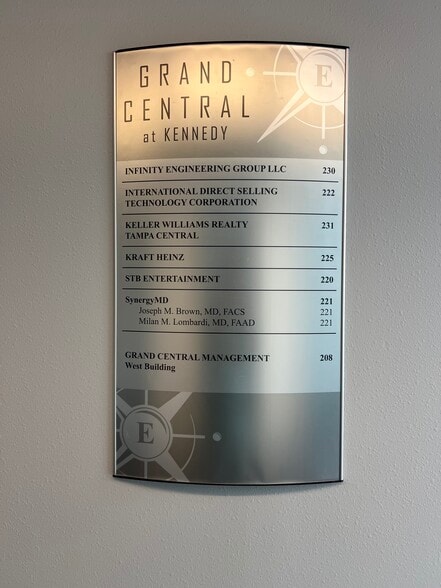 E
GRAND
CENTRAL
at KENNEDY
INFINITY ENGINEERING GROUP LLC 230
INTERNATIONAL DIRECT SELLING 222
TECHNOLOGY CORPORATION
KELLER WILLIAMS REALTY 231
TAMPA CENTRAL
KRAFT HEINZ 225
STB ENTERTAINMENT 220
SynergyMD 221
Joseph M. Brown, MD, FACS 221
Milan M. Lombardi, MD, FAAD 221
GRAND CENTRAL MANAGEMENT 208
West Building
E